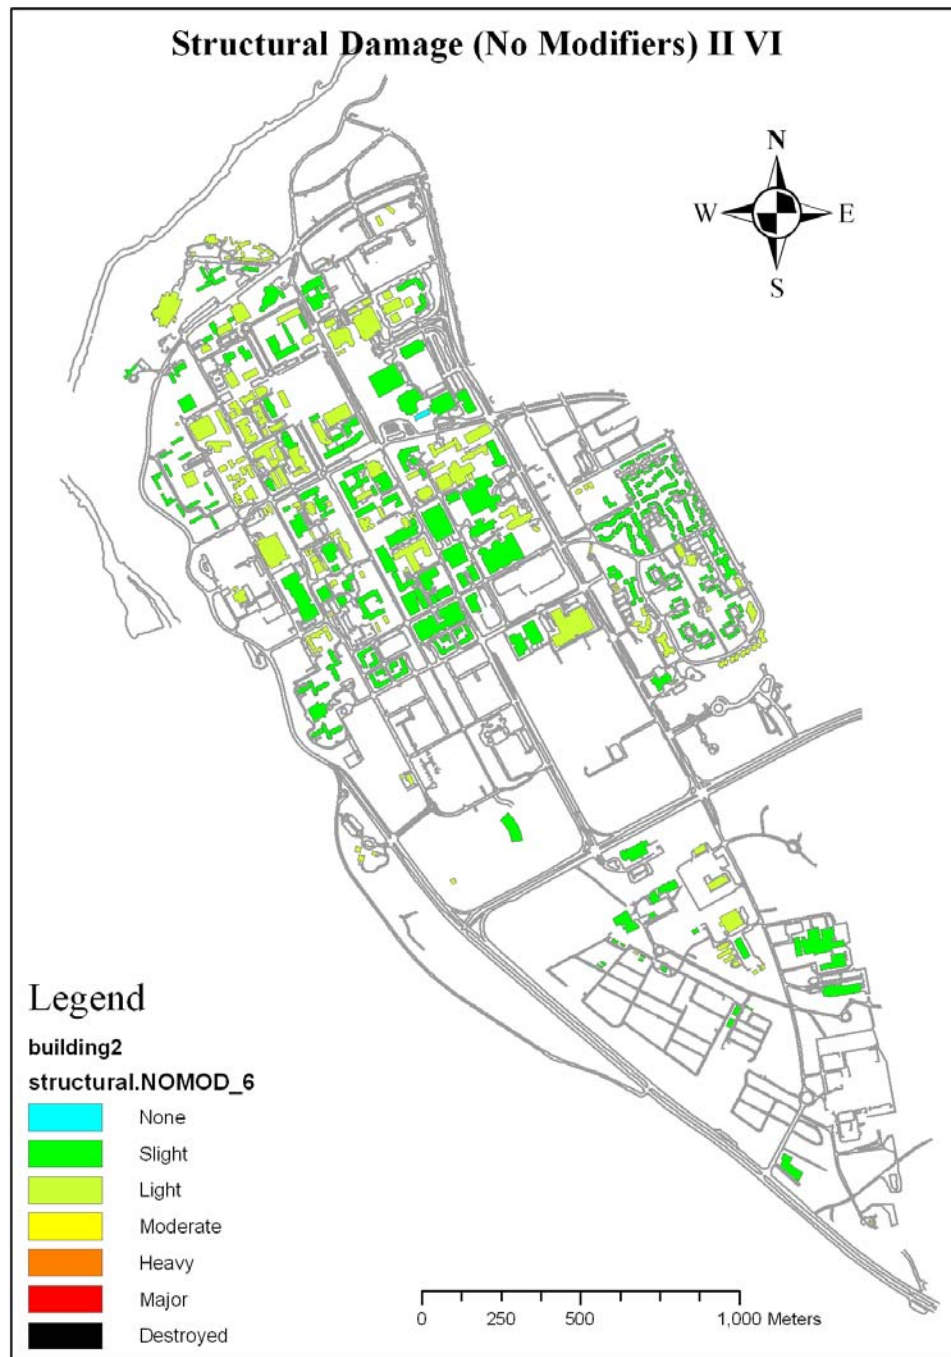 Structural Damage (No Modifiers) II VI
N
W E
S
Legend
building2
structural.NOMOD_6
None
Slight
Light
Moderate
Heavy
Major
Destroyed
0 250 500 1,000 Meters